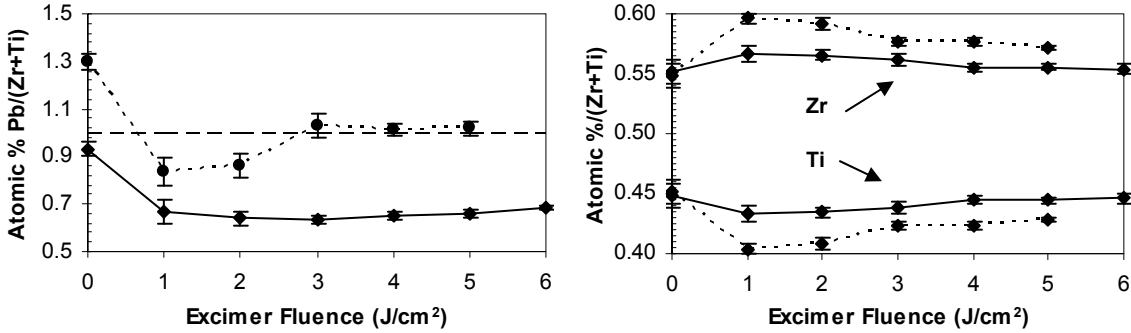 Atomic % Pb/(Zr+Ti)
1.5
1.3
1.1
0.9
0.7
0.5
0 1 2 3 4 5 6
Excimer Fluence (J/cm²)
Atomic %/(Zr+Ti)
0.60
0.55
0.50
0.45
0.40
Zr
Ti
0 1 2 3 4 5 6
Excimer Fluence (J/cm²)